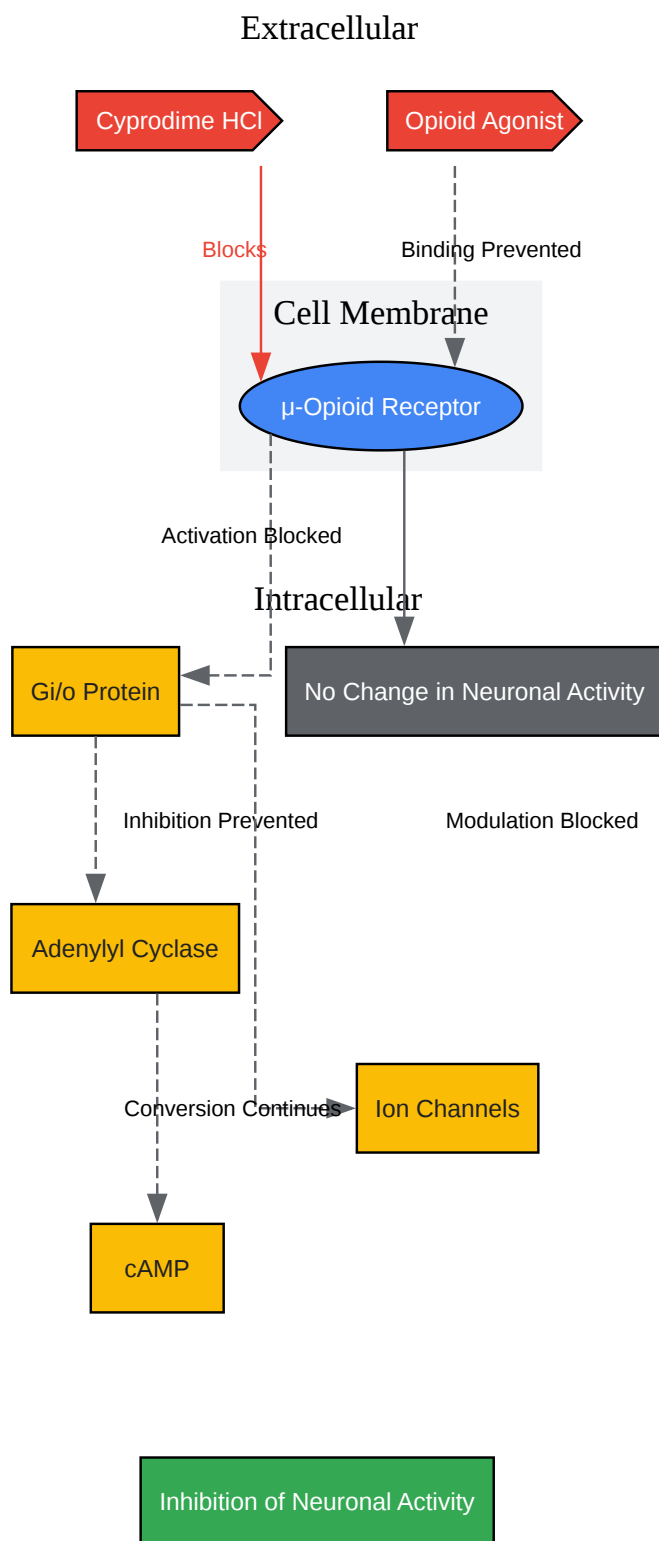 Extracellular
Cyprodime HCl
Opioid Agonist
Blocks
Binding Prevented
Cell Membrane
μ-Opioid Receptor
Activation Blocked
Intracellular
Gi/o Protein
No Change in Neuronal Activity
Inhibition Prevented
Modulation Blocked
Adenylyl Cyclase
Conversion Continues
Ion Channels
cAMP
Inhibition of Neuronal Activity